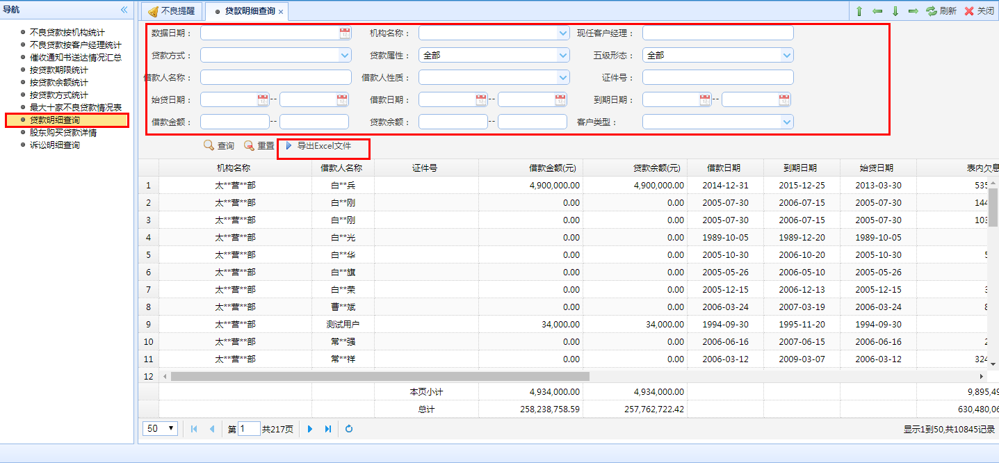 导航
不良贷款按机构统计
不良贷款按客户经理统计
催收通知书送达情况汇总
按贷款期限统计
按贷款余额统计
按贷款方式统计
最大十家不良贷款情况表
贷款明细查询
股东购买贷款详情
诉讼明细查询
不良提醒 贷款明细查询 × 刷新 关闭
数据日期： 机构名称： 现任客户经理：
贷款方式： 贷款属性： 全部 五级形态： 全部
借款人名称： 借款人性质： 证件号：
始贷日期： -- 借款日期： -- 到期日期： --
借款金额： -- 贷款余额： -- 客户类型：
查询 重置 导出Excel文件
机构名称 借款人名称 证件号 借款金额(元) 贷款余额(元) 借款日期 到期日期 始贷日期 表内欠息
1 太**营**部 白**兵 4,900,000.00 4,900,000.00 2014-12-31 2015-12-25 2013-03-30 535
2 太**营**部 白**刚 0.00 0.00 2005-07-30 2006-07-15 2005-07-30 144
3 太**营**部 白**刚 0.00 0.00 2005-07-30 2006-07-15 2005-07-30 103
4 太**营**部 白**光 0.00 0.00 1989-10-05 1989-12-20 1989-10-05
5 太**营**部 白**华 0.00 0.00 2005-10-30 2006-10-20 2005-10-30 5
6 太**营**部 白**旗 0.00 0.00 2005-05-26 2006-05-10 2005-05-26
7 太**营**部 白**荣 0.00 0.00 2005-12-15 2006-12-13 2005-12-15 3
8 太**营**部 曹**斌 0.00 0.00 2006-03-24 2007-03-19 2006-03-24 8
9 太**营**部 测试用户 34,000.00 34,000.00 1994-09-30 1995-11-20 1994-09-30
10 太**营**部 常**强 0.00 0.00 2006-06-16 2007-06-15 2006-06-16 2
11 太**营**部 常**祥 0.00 0.00 2006-03-12 2009-03-07 2006-03-12 324
12
本页小计 4,934,000.00 4,934,000.00 9,895,49
总计 258,238,758.59 257,762,722.42 630,480,06
50 第 1 共217页 显示1到50,共10845记录